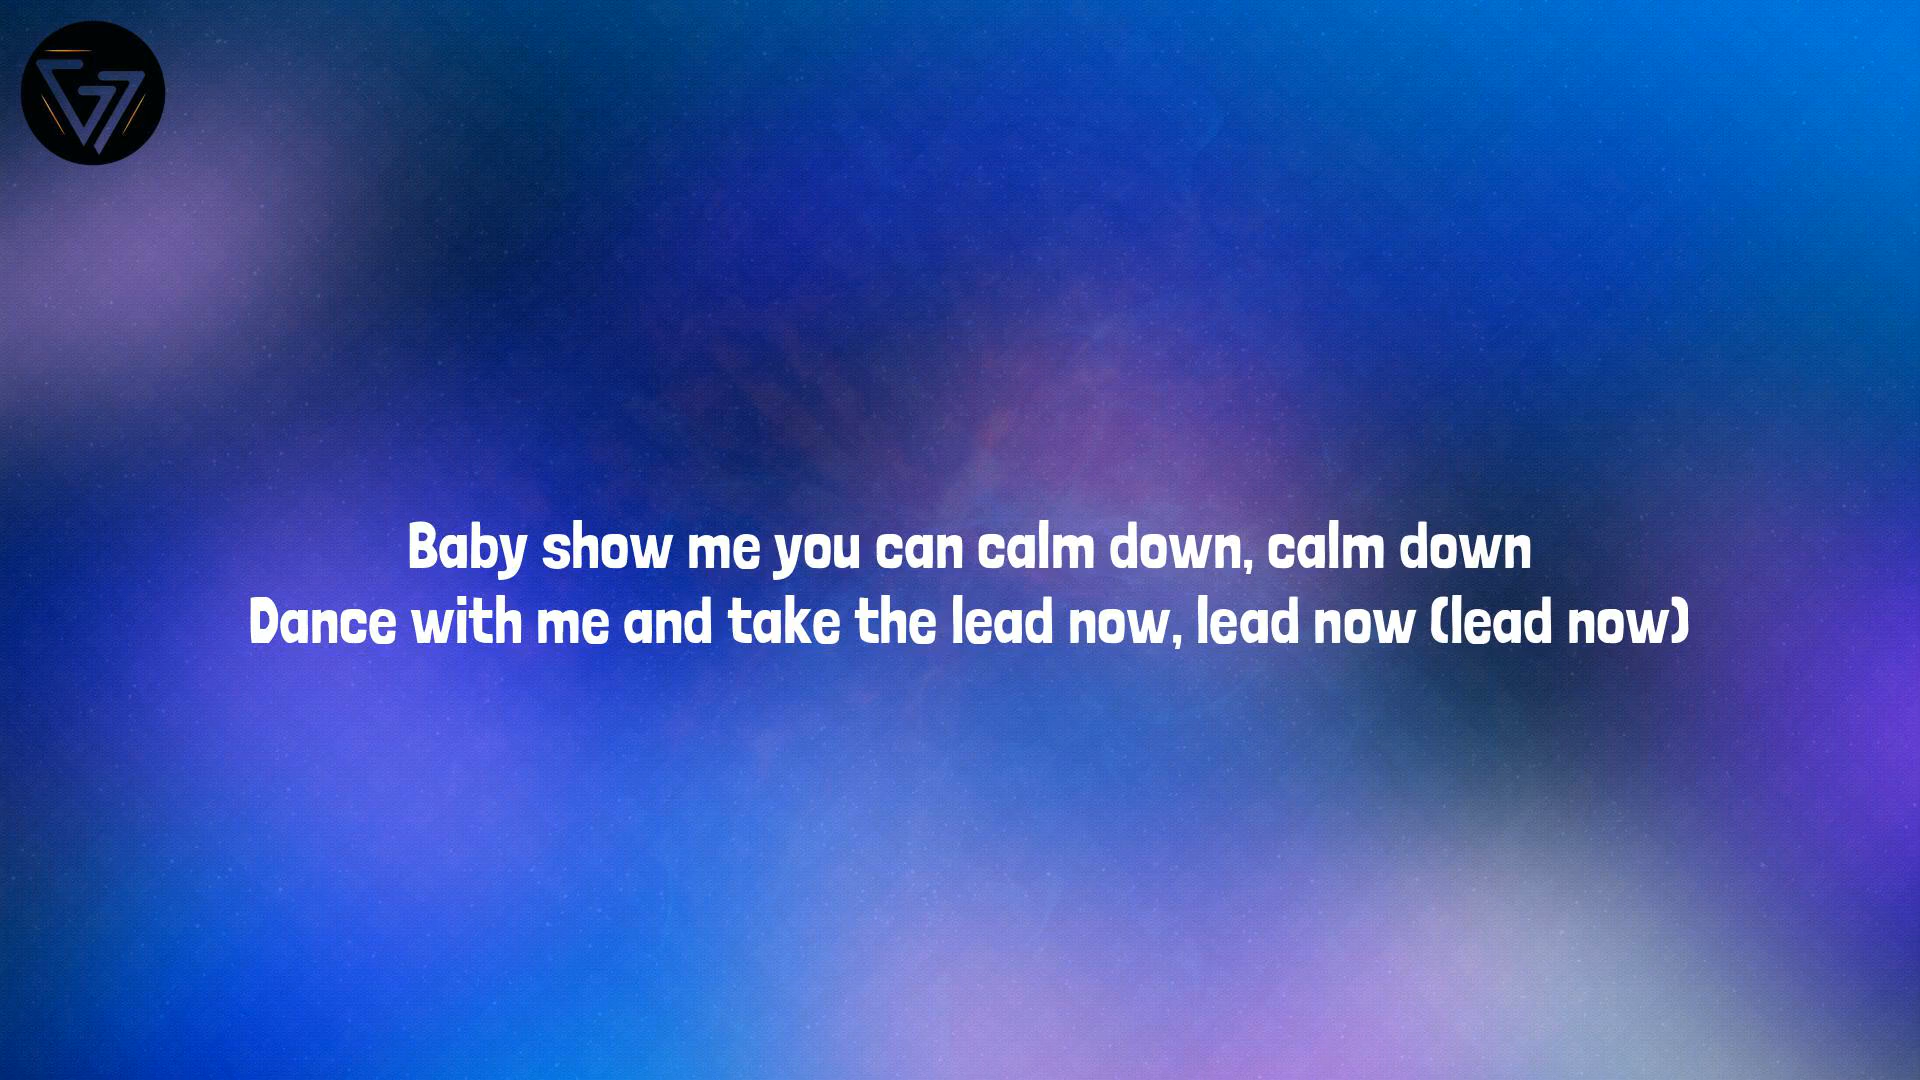 Baby show me you can calm down, calm down
Dance with me and take the lead now, lead now (lead now)